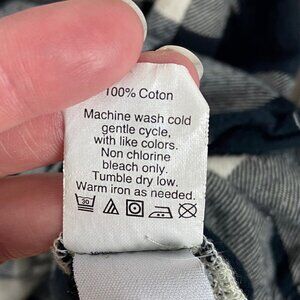 100% Coton
Machine wash cold
gentle cycle,
with like colors.
Non chlorine
bleach only.
Tumble dry low.
Warm iron as needed.
30